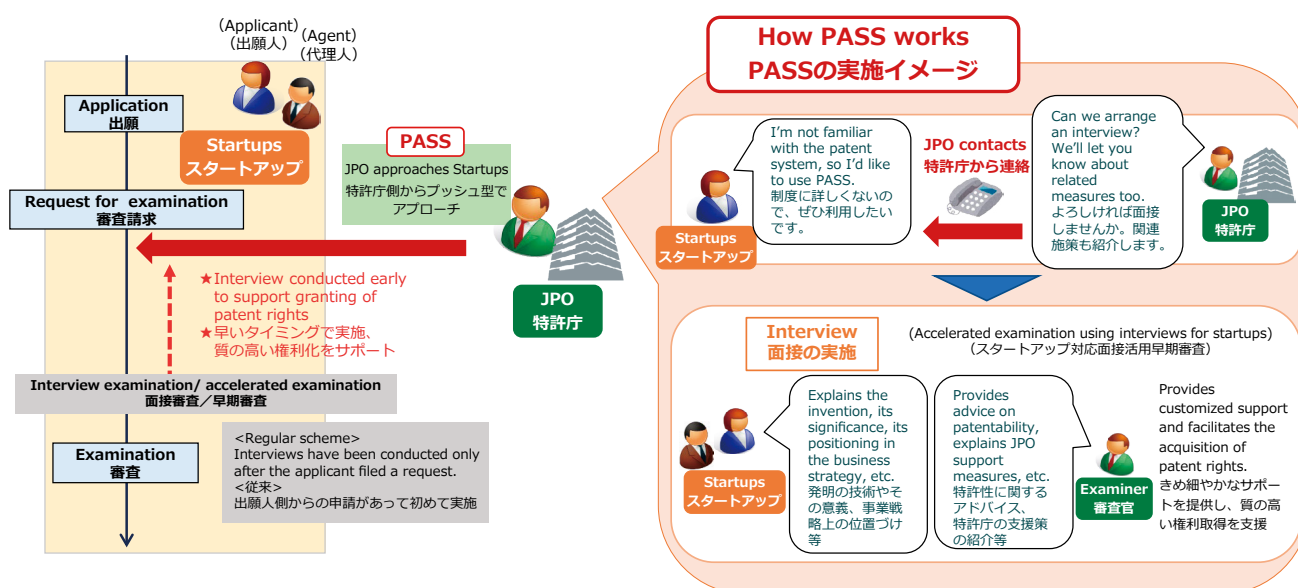 (Applicant)
(出願人)
(Agent)
(代理人)
Application
出願
Startups
スタートアップ
Request for examination
審査請求
PASS
JPO approaches Startups
特許庁側からプッシュ型で
アプローチ
JPO
特許庁
★Interview conducted early
to support granting of
patent rights
★早いタイミングで実施、
質の高い権利化をサポート
Interview examination/ accelerated examination
面接審査／早期審査
Examination
審査
<Regular scheme>
Interviews have been conducted only
after the applicant filed a request.
<従来>
出願人側からの申請があって初めて実施
How PASS works
PASSの実施イメージ
I’m not familiar
with the patent
system, so I’d like
to use PASS.
制度に詳しくないの
で、ぜひ利用したい
です。
Startups
スタートアップ
JPO contacts
特許庁から連絡
Can we arrange
an interview?
We’ll let you
know about
related
measures too.
よろしければ面接
しませんか。関連
施策も紹介します。
JPO
特許庁
Interview
面接の実施
(Accelerated examination using interviews for startups)
（スタートアップ対応面接活用早期審査）
Startups
スタートアップ
Explains the
invention, its
significance, its
positioning in
the business
strategy, etc.
発明の技術やそ
の意義、事業戦
略上の位置づけ
等
Provides
advice on
patentability,
explains JPO
support
measures, etc.
特許性に関する
アドバイス、
特許庁の支援策
の紹介等
Examiner
審査官
Provides
customized support
and facilitates the
acquisition of
patent rights.
きめ細やかなサポー
トを提供し、質の高
い権利取得を支援